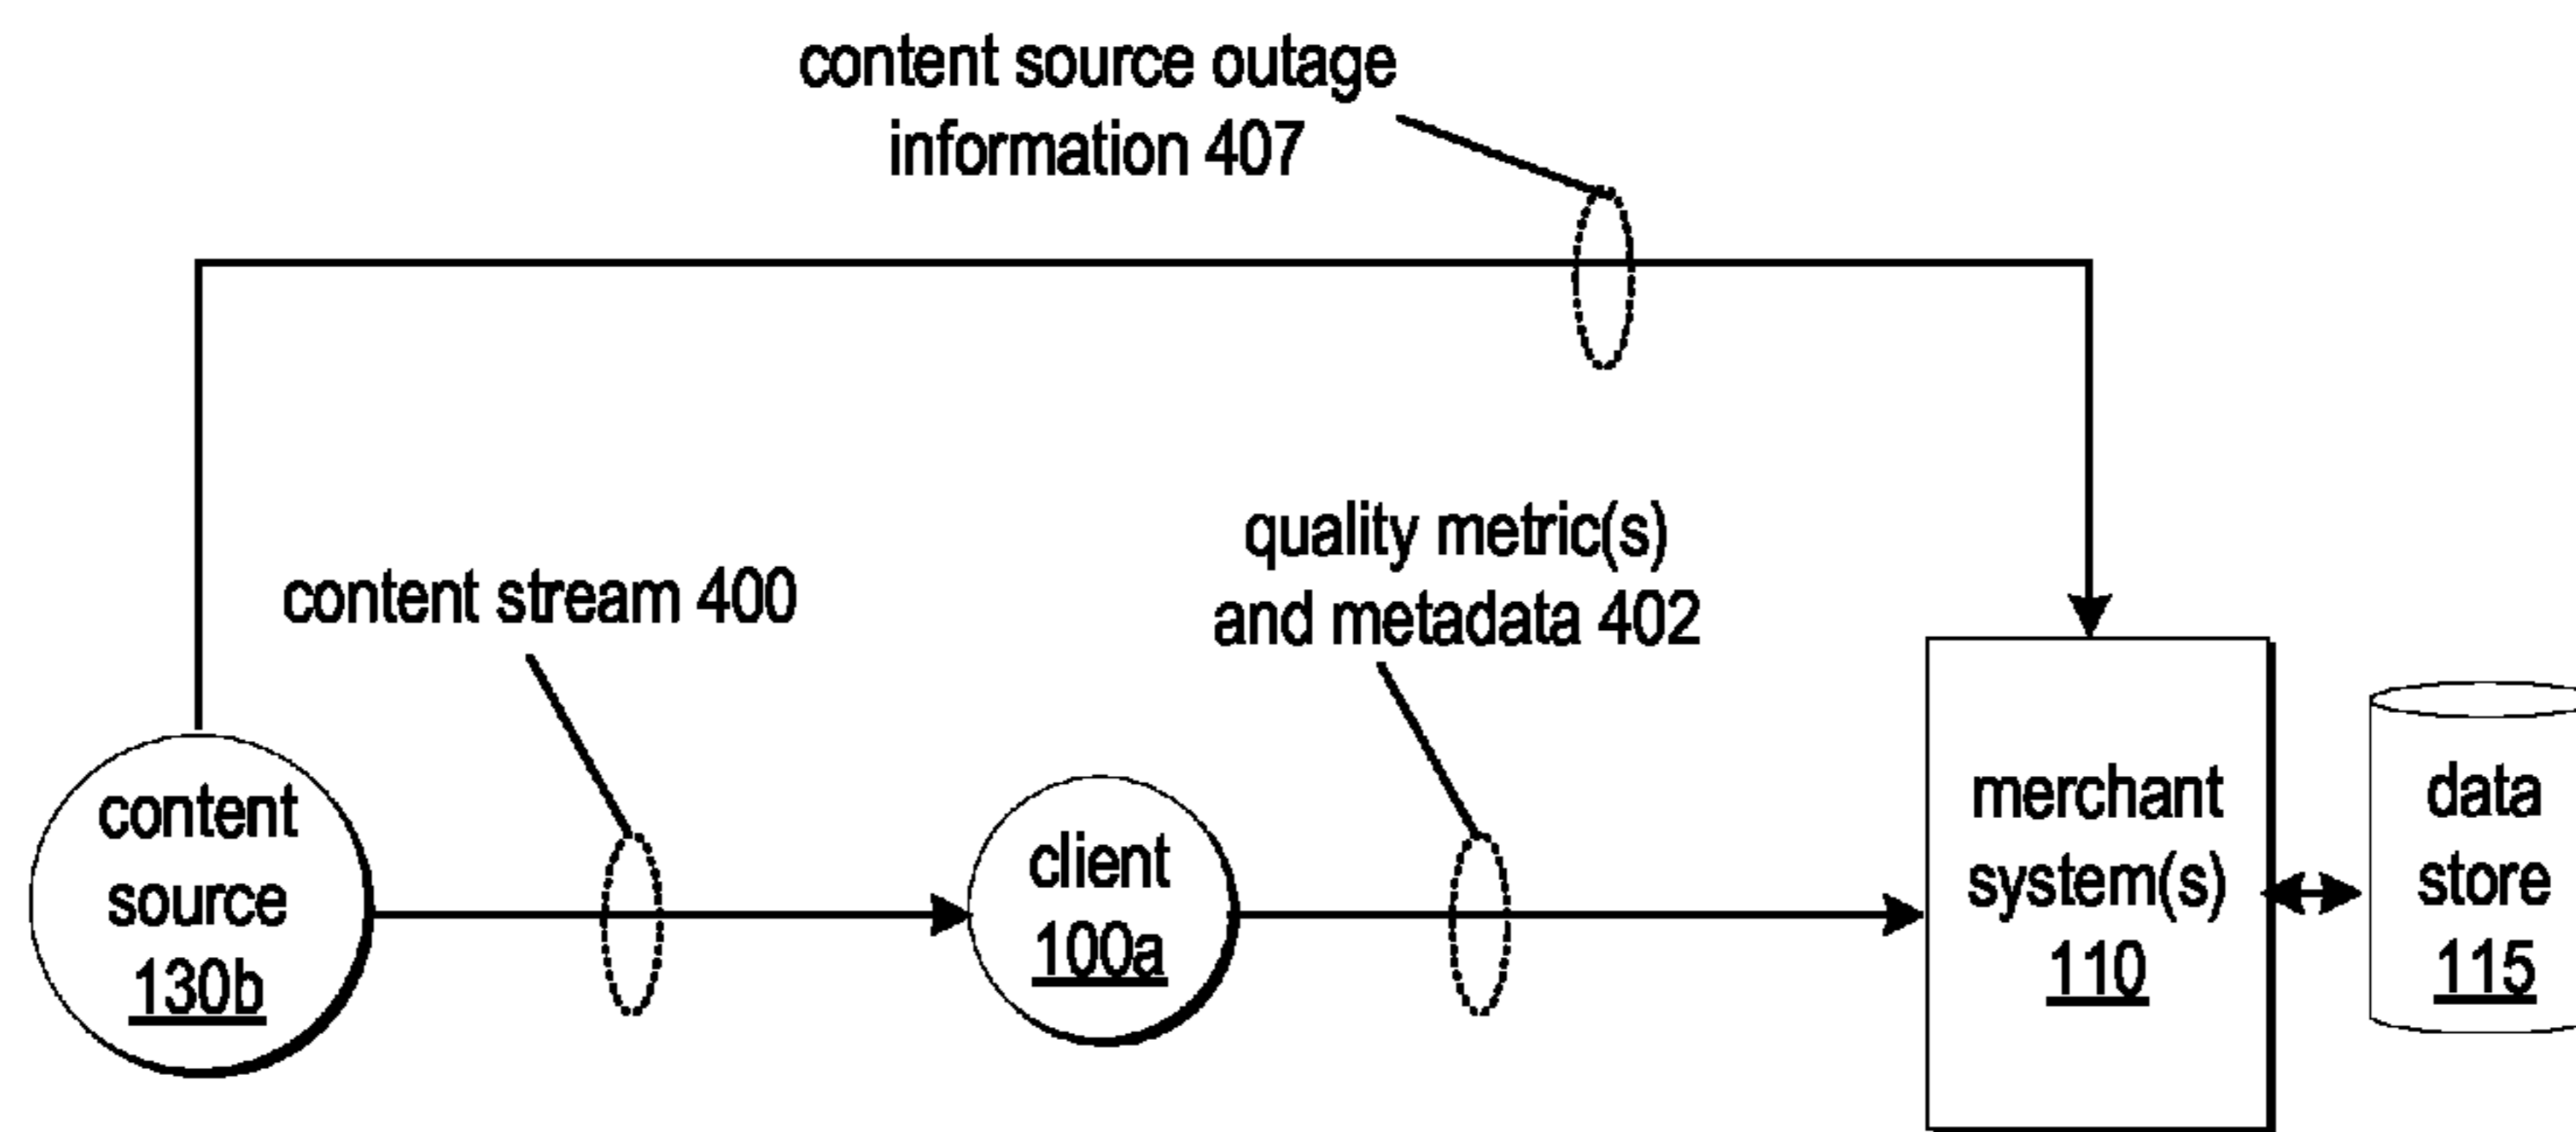 content source outage
information 407
quality metric(s)
and metadata 402
content stream 400
content
source
130b
client
100a
merchant
system(s)
110
data
store
115